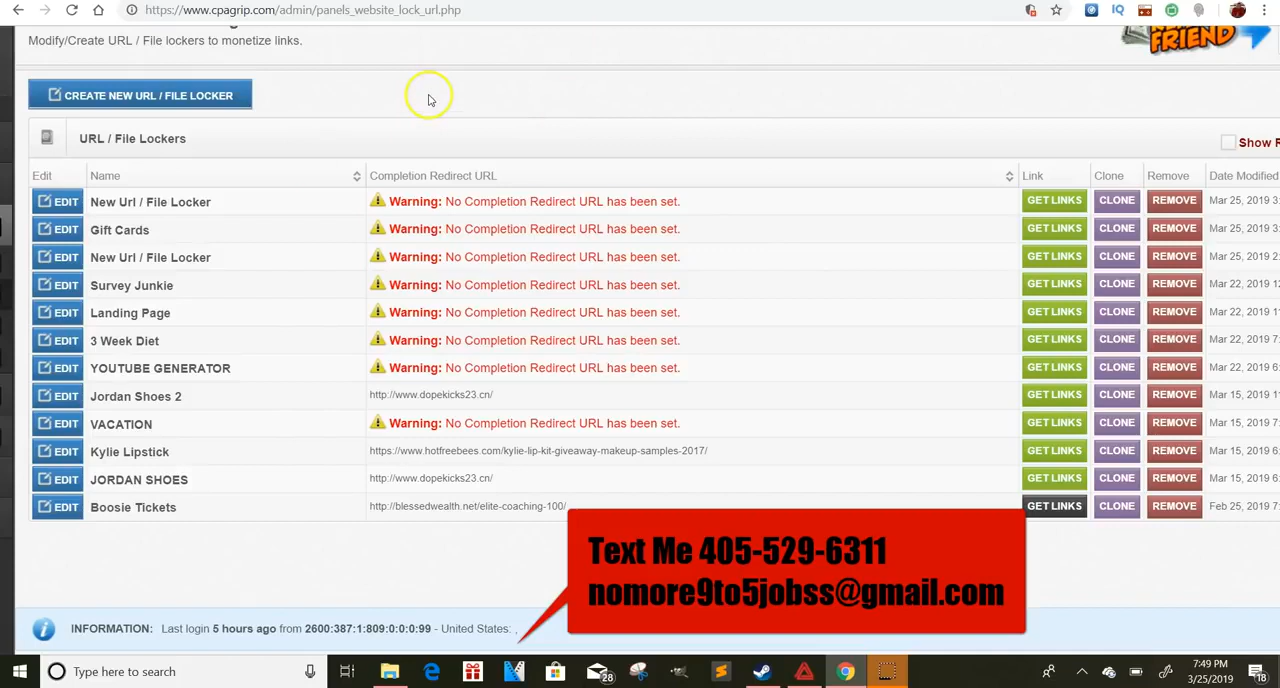 https://www.cpagrip.com/admin/panels_website_lock_url.php
Modify/Create URL / File lockers to monetize links.
FRIEND
CREATE NEW URL / FILE LOCKER
URL / File Lockers
Show
Edit Name Completion Redirect URL Link Clone Remove Date Modified
EDIT New Url / File Locker Warning: No Completion Redirect URL has been set. GET LINKS CLONE REMOVE Mar 25, 2019 3:
EDIT Gift Cards Warning: No Completion Redirect URL has been set. GET LINKS CLONE REMOVE Mar 25, 2019 3:
EDIT New Url / File Locker Warning: No Completion Redirect URL has been set. GET LINKS CLONE REMOVE Mar 25, 2019 2:
EDIT Survey Junkie Warning: No Completion Redirect URL has been set. GET LINKS CLONE REMOVE Mar 22, 2019 12
EDIT Landing Page Warning: No Completion Redirect URL has been set. GET LINKS CLONE REMOVE Mar 22, 2019 11
EDIT 3 Week Diet Warning: No Completion Redirect URL has been set. GET LINKS CLONE REMOVE Mar 22, 2019 7:
EDIT YOUTUBE GENERATOR Warning: No Completion Redirect URL has been set. GET LINKS CLONE REMOVE Mar 22, 2019 6:
EDIT Jordan Shoes 2 http://www.dopekicks23.cn/ GET LINKS CLONE REMOVE Mar 15, 2019 11
EDIT VACATION Warning: No Completion Redirect URL has been set. GET LINKS CLONE REMOVE Mar 15, 2019 7:
EDIT Kylie Lipstick https://www.hotfreebees.com/kylie-lip-kit-giveaway-makeup-samples-2017/ GET LINKS CLONE REMOVE Mar 15, 2019 6:
EDIT JORDAN SHOES http://www.dopekicks23.cn/ GET LINKS CLONE REMOVE Mar 15, 2019 6:
EDIT Boosie Tickets http://blessedwealth.net/elite-coaching-100/ GET LINKS CLONE REMOVE Feb 25, 2019 7:
Text Me 405-529-6311
nomore9to5jobss@gmail.com
INFORMATION: Last login 5 hours ago from 2600:387:1:809:0:0:0:99 - United States: ,
Type here to search
28
7:49 PM
3/25/2019
18